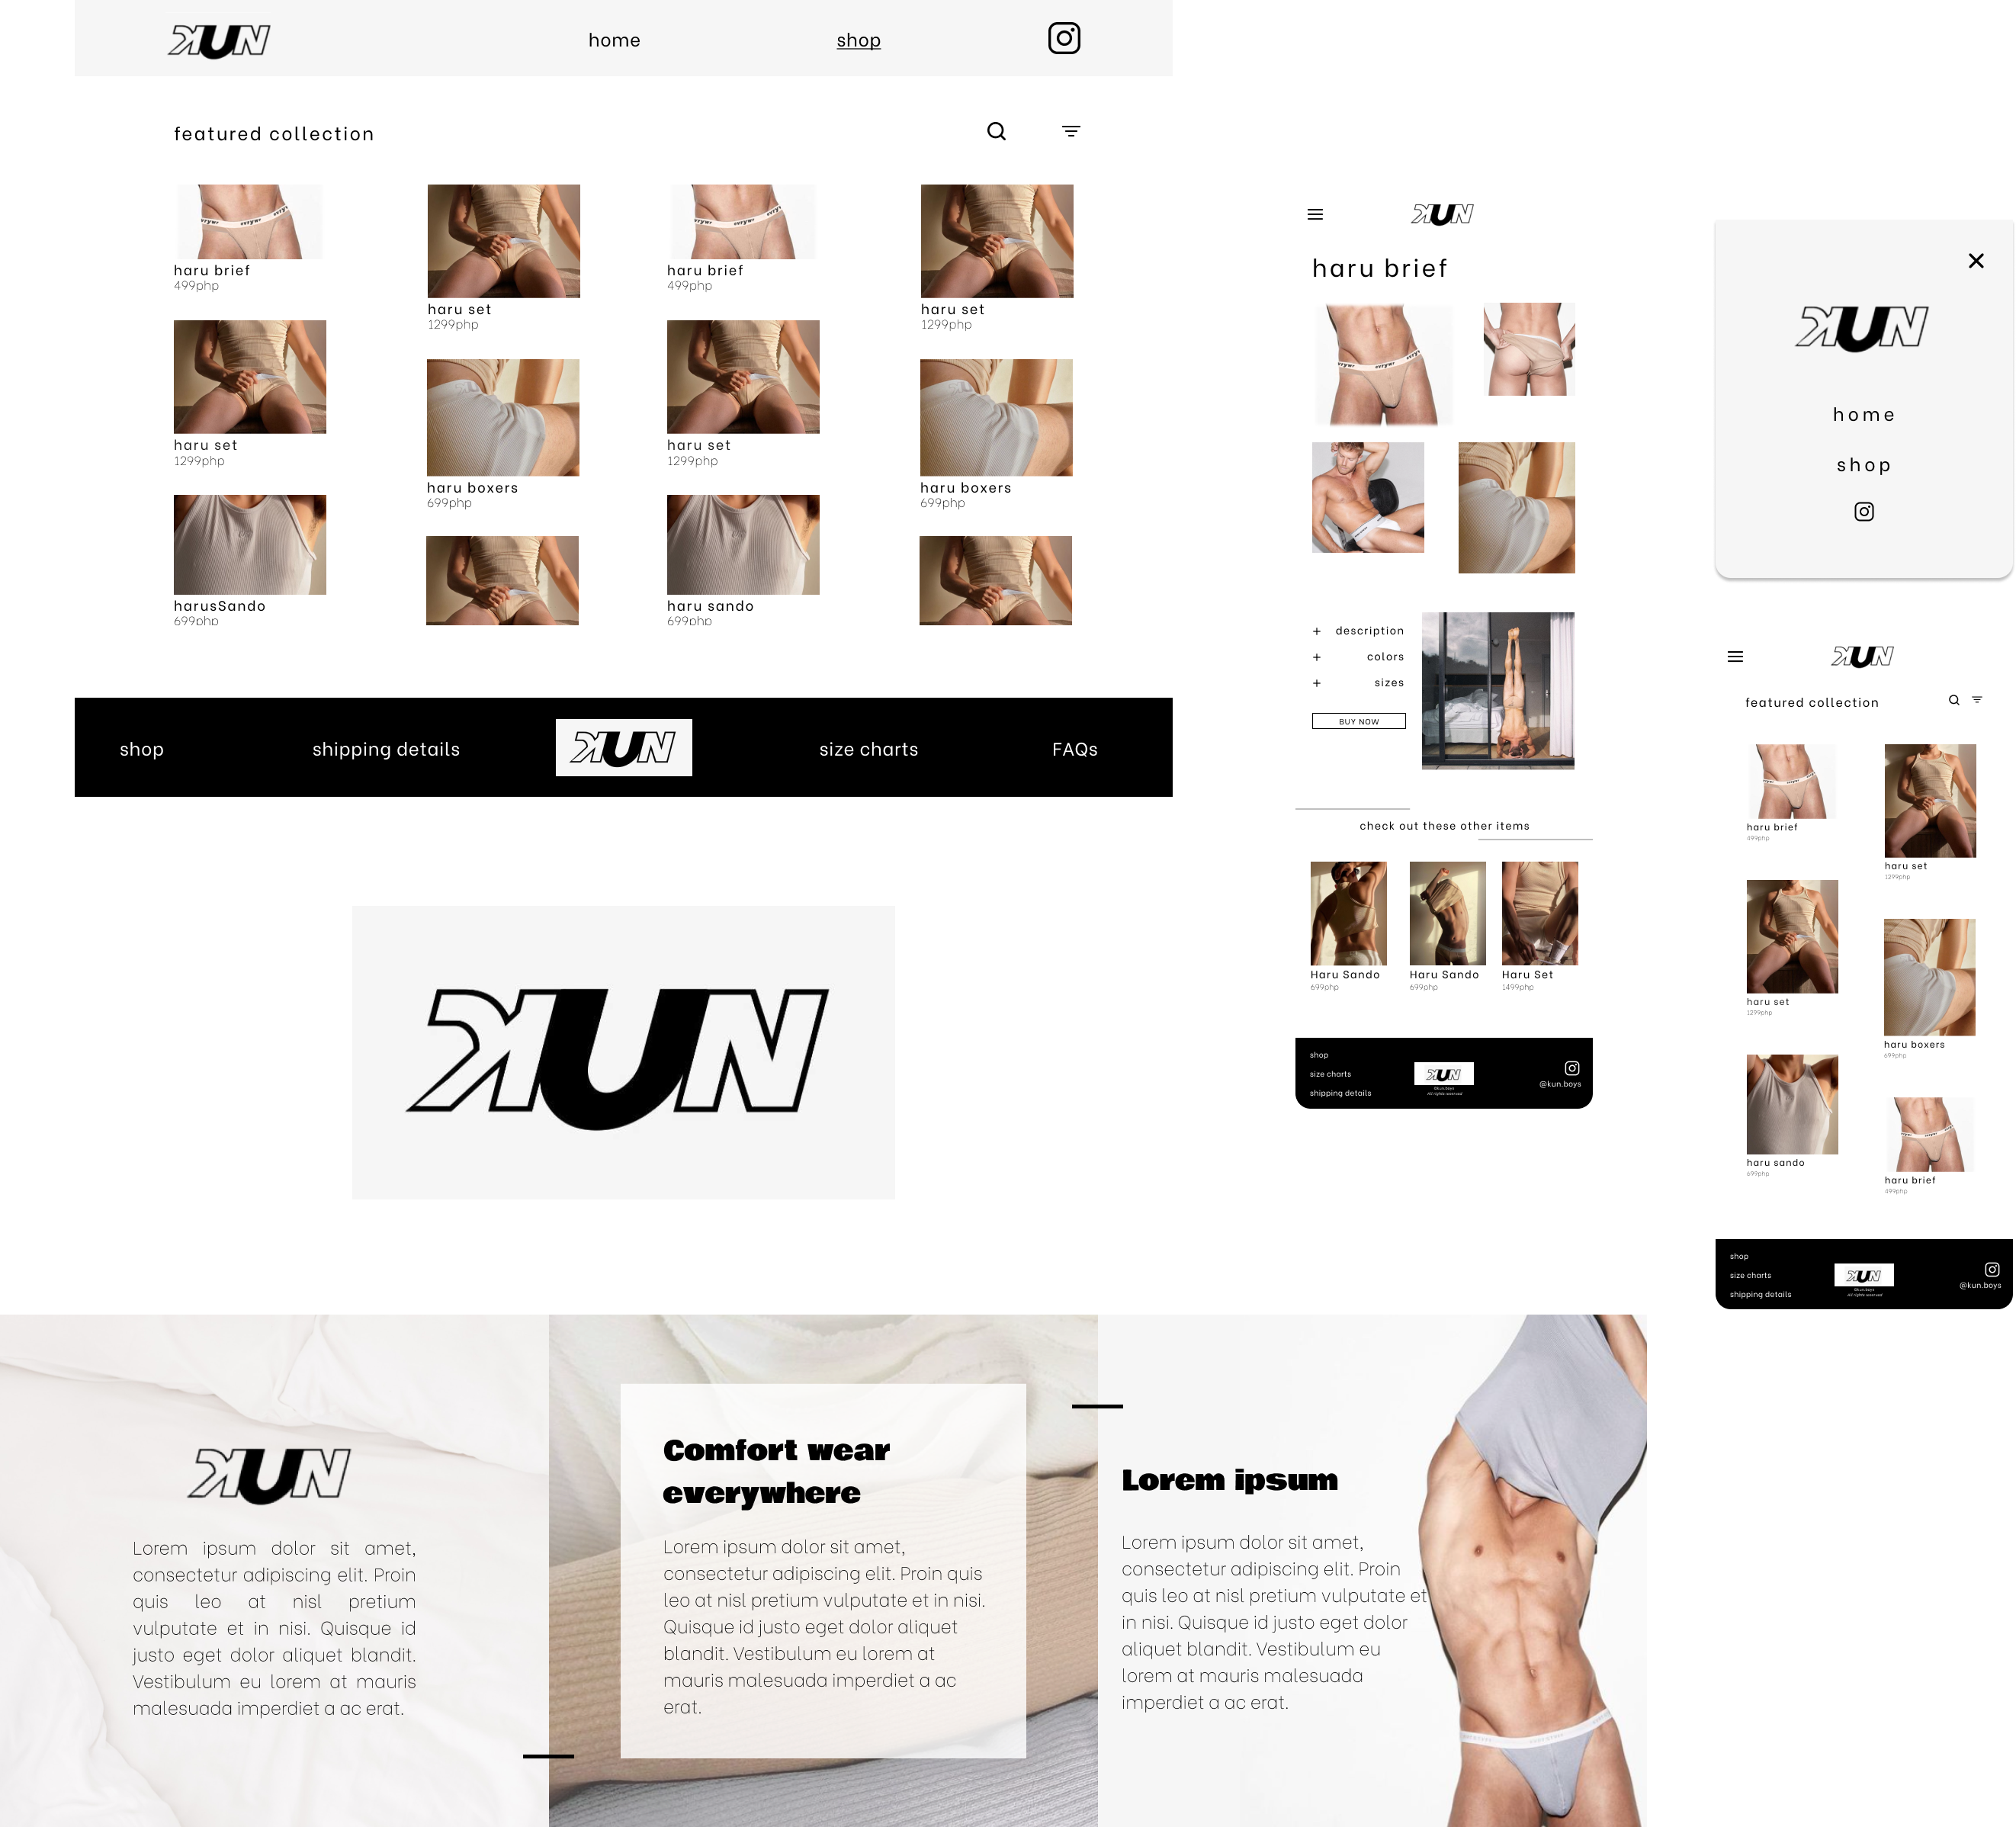 KUN
home
shop
featured collection
haru brief
499php
haru set
1299php
haru brief
499php
haru set
1299php
haru set
1299php
haru boxers
699php
haru set
1299php
haru boxers
699php
harusSando
699php
haru sando
699php
shop
shipping details
KUN
size charts
FAQs
KUN
KUN
haru brief
+ description
+ colors
+ sizes
BUY NOW
check out these other items
Haru Sando
699php
Haru Sando
699php
Haru Set
1499php
shop
size charts
shipping details
KUN
@kun.boys
All rights reserved
@kun.boys
KUN
home
shop
KUN
featured collection
haru brief
499php
haru set
1299php
haru set
1299php
haru boxers
699php
haru sando
699php
haru brief
499php
shop
size charts
shipping details
KUN
@kun.boys
All rights reserved
@kun.boys
KUN
Lorem ipsum dolor sit amet,
consectetur adipiscing elit. Proin
quis leo at nisl pretium
vulputate et in nisi. Quisque id
justo eget dolor aliquet blandit.
Vestibulum eu lorem at mauris
malesuada imperdiet a ac erat.
Comfort wear
everywhere
Lorem ipsum dolor sit amet,
consectetur adipiscing elit. Proin quis
leo at nisl pretium vulputate et in nisi.
Quisque id justo eget dolor aliquet
blandit. Vestibulum eu lorem at
mauris malesuada imperdiet a ac
erat.
Lorem ipsum
Lorem ipsum dolor sit amet,
consectetur adipiscing elit. Proin
quis leo at nisl pretium vulputate et
in nisi. Quisque id justo eget dolor
aliquet blandit. Vestibulum eu
lorem at mauris malesuada
imperdiet a ac erat.